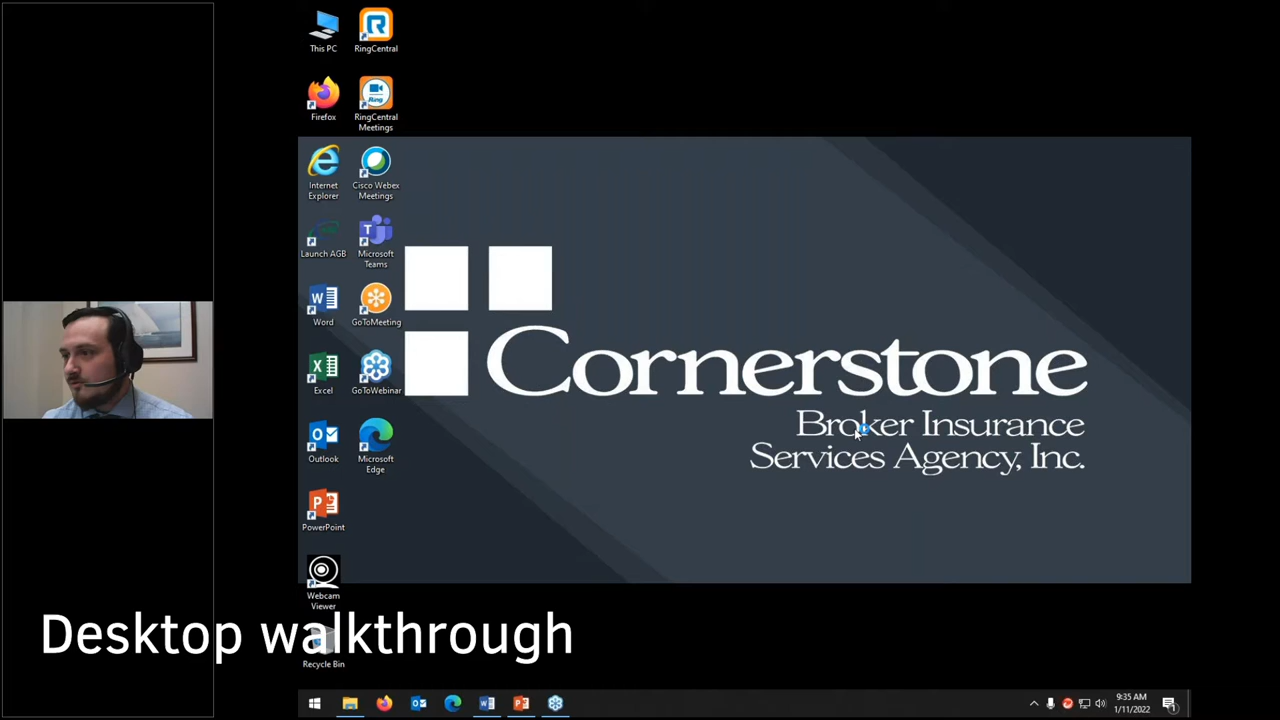 This PC
RingCentral
Firefox
RingCentral
Meetings
Internet
Explorer
Cisco Webex
Meetings
Launch AGB
Microsoft
Teams
Word
GoToMeeting
Excel
GoToWebinar
Outlook
Microsoft
Edge
PowerPoint
Webcam
Viewer
Recycle Bin
Cornerstone
Broker Insurance
Services Agency, Inc.
Desktop walkthrough
9:35 AM
1/11/2022